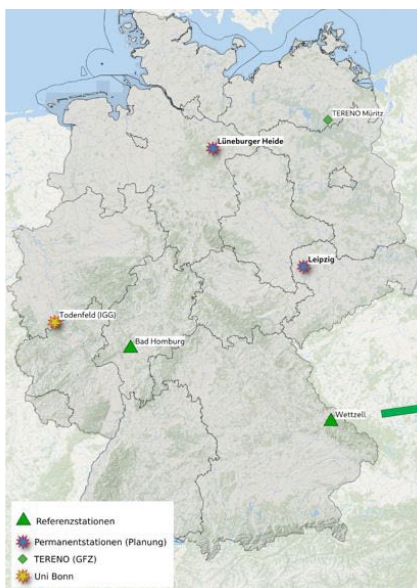 TERENO Müritz
Lüneburger Heide
Leipzig
Todenfeld (IGG)
Bad Homburg
Wettzell
Referenzstationen
Permanentstationen (Planung)
TERENO (GFZ)
Uni Bonn